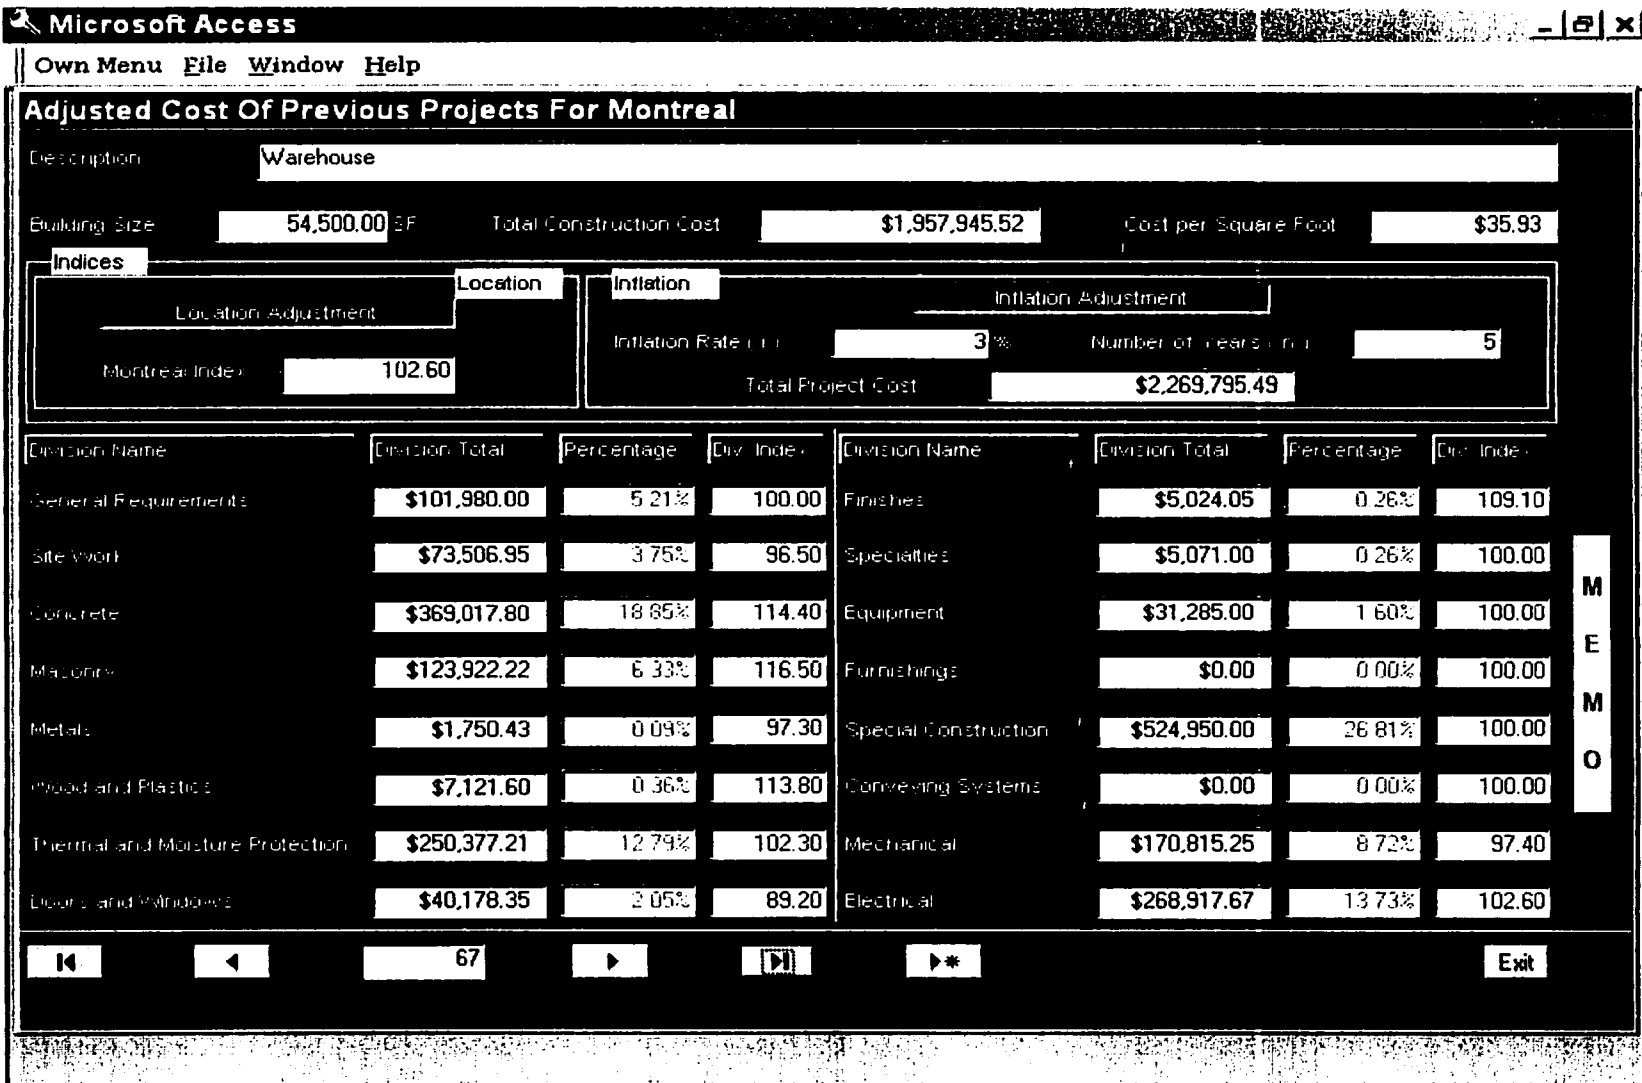 Microsoft Access
Own Menu File Window Help
Adjusted Cost Of Previous Projects For Montreal
Description Warehouse
Building Size 54,500.00 SF Total Construction Cost $1,957,945.52 Cost per Square Foot $35.93
Indices
Location Inflation
Location Adjustment Inflation Adjustment
Inflation Rate ( i ) 3 % Number of Years ( n ) 5
Montreal Index 102.60
Total Project Cost $2,269,795.49
Division Name Division Total Percentage Div. Index Division Name Division Total Percentage Div. Index
General Requirements $101,980.00 5.21% 100.00 Finishes $5,024.05 0.26% 109.10
Site Work $73,506.95 3.75% 96.50 Specialties $5,071.00 0.26% 100.00
Concrete $369,017.80 18.85% 114.40 Equipment $31,285.00 1.60% 100.00
Masonry $123,922.22 6.33% 116.50 Furnishings $0.00 0.00% 100.00
Metals $1,750.43 0.09% 97.30 Special Construction $524,950.00 26.81% 100.00
Wood and Plastics $7,121.60 0.36% 113.80 Conveying Systems $0.00 0.00% 100.00
Thermal and Moisture Protection $250,377.21 12.79% 102.30 Mechanical $170,815.25 8.72% 97.40
Doors and Windows $40,178.35 2.05% 89.20 Electrical $268,917.67 13.73% 102.60
MEMO
67
Exit